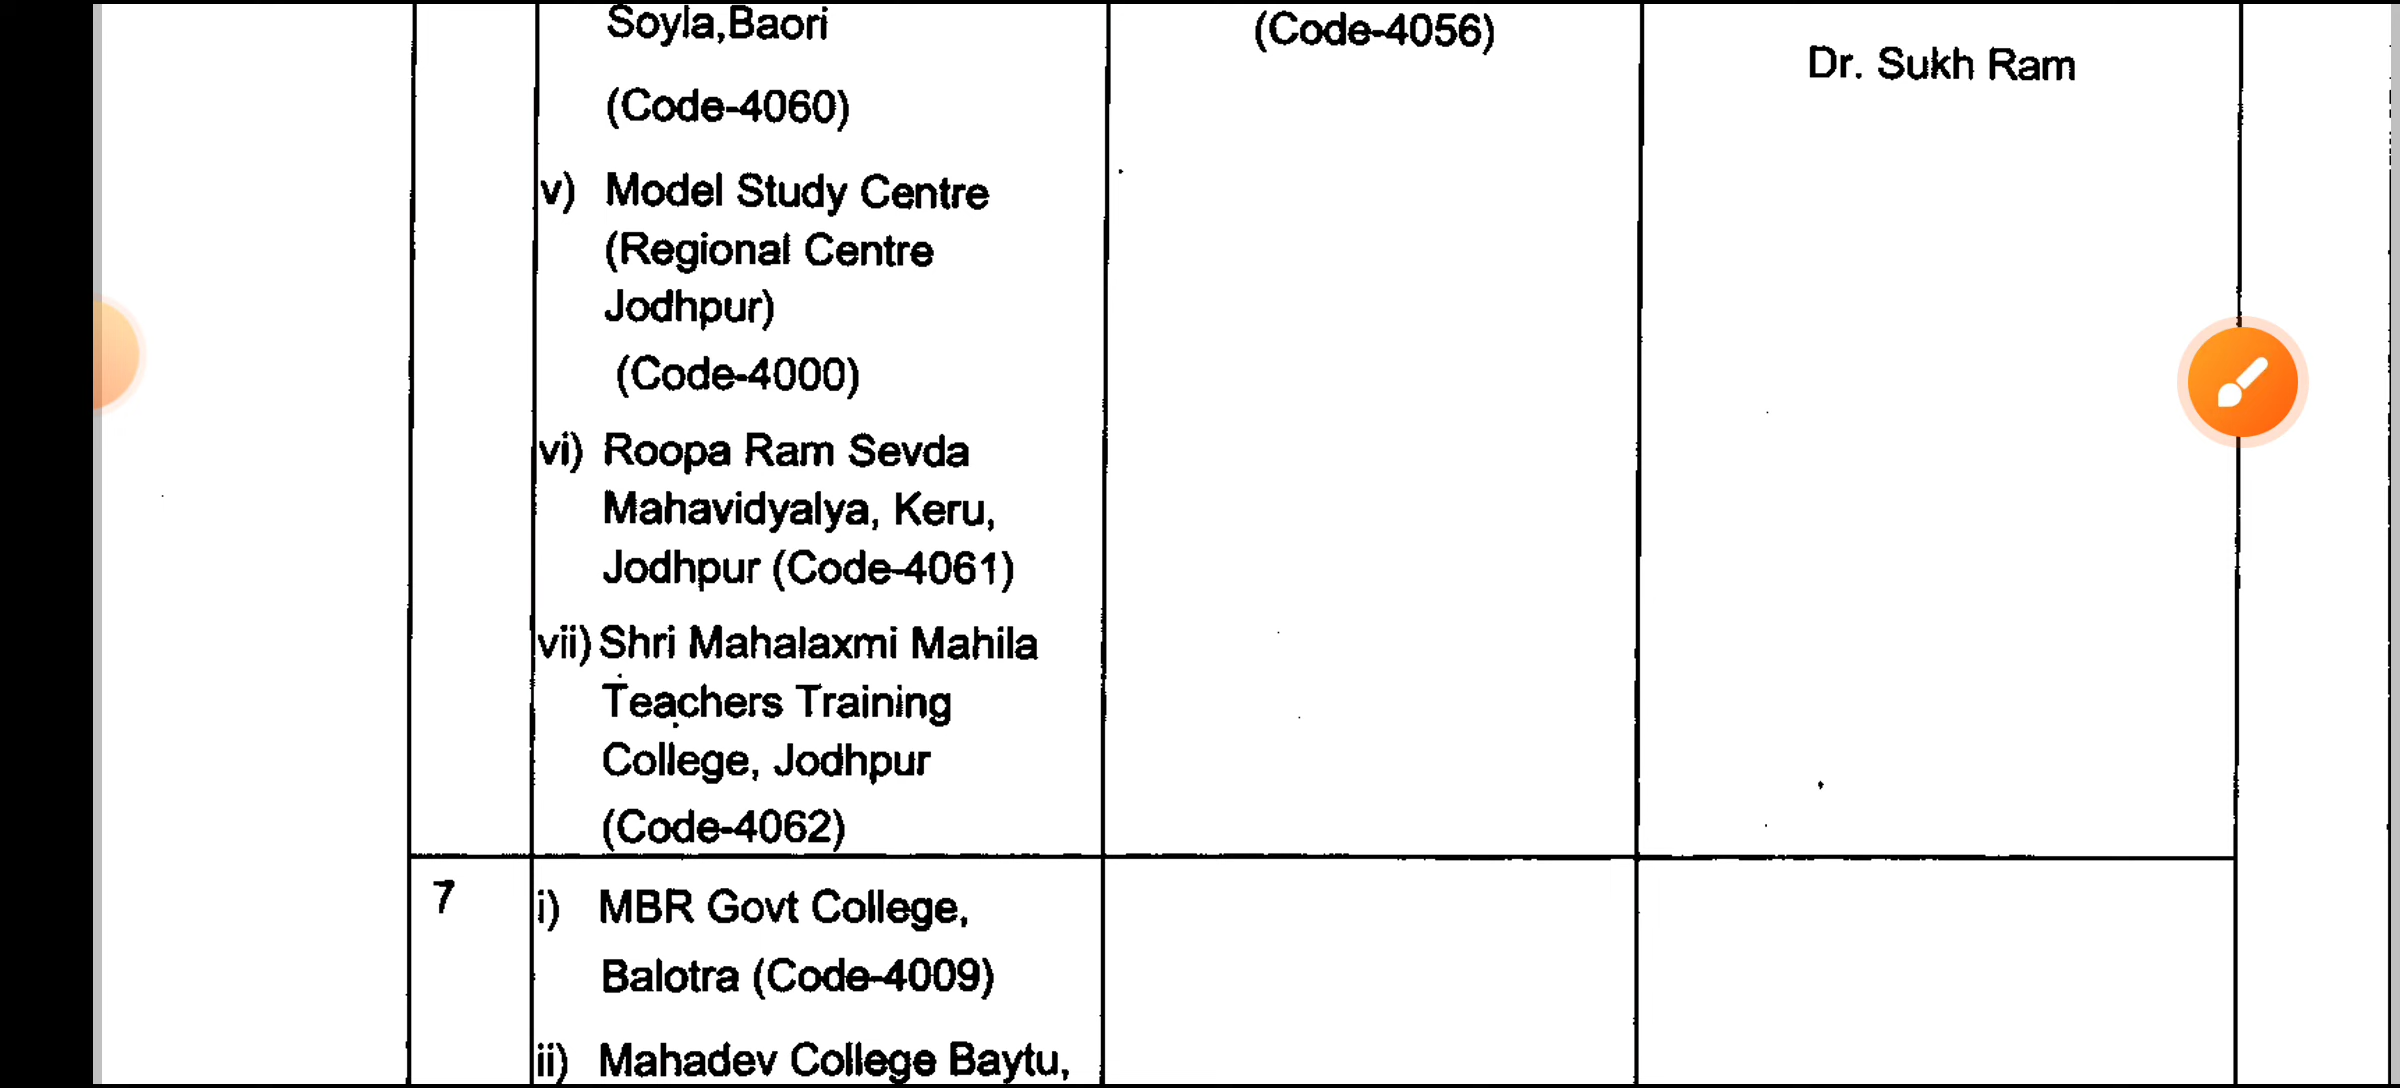 Soyla,Baori
(Code-4060)
(Code-4056)
Dr. Sukh Ram
v) Model Study Centre
(Regional Centre
Jodhpur)
(Code-4000)
vi) Roopa Ram Sevda
Mahavidyalya, Keru,
Jodhpur (Code-4061)
vii) Shri Mahalaxmi Mahila
Teachers Training
College, Jodhpur
(Code-4062)
7 i) MBR Govt College,
Balotra (Code-4009)
ii) Mahadev College Baytu,